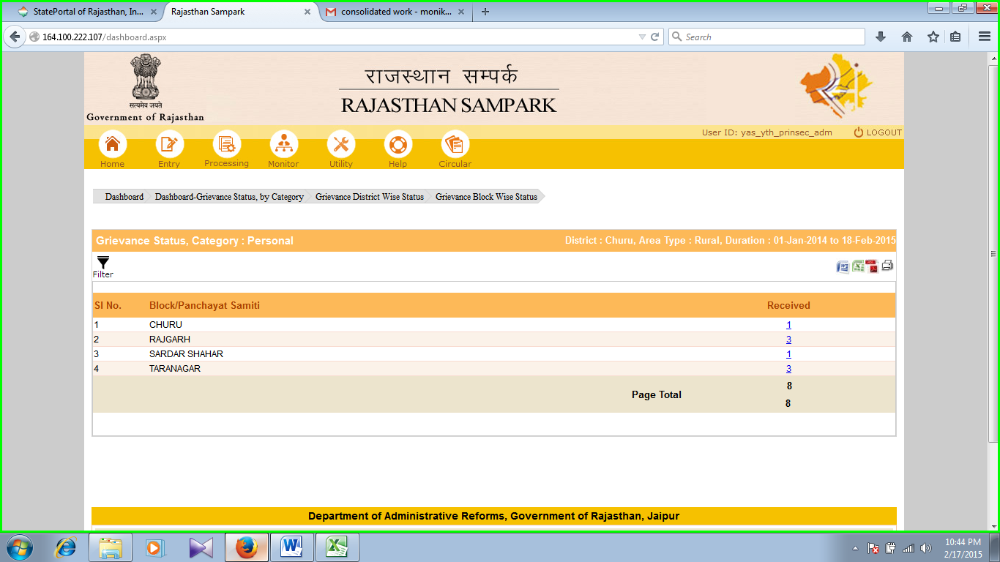 StatePortal of Rajasthan, In...
Rajasthan Sampark
consolidated work - monik...
164.100.222.107/dashboard.aspx
Search
सत्यमेव जयते
Government of Rajasthan
राजस्थान सम्पर्क
RAJASTHAN SAMPARK
User ID: yas_yth_prinsec_adm
LOGOUT
Home
Entry
Processing
Monitor
Utility
Help
Circular
Dashboard
Dashboard-Grievance Status, by Category
Grievance District Wise Status
Grievance Block Wise Status
Grievance Status, Category : Personal
District : Churu, Area Type : Rural, Duration : 01-Jan-2014 to 18-Feb-2015
Filter
Sl No. Block/Panchayat Samiti Received
1 CHURU 1
2 RAJGARH 3
3 SARDAR SHAHAR 1
4 TARANAGAR 3
8
Page Total
8
Department of Administrative Reforms, Government of Rajasthan, Jaipur
10:44 PM
2/17/2015